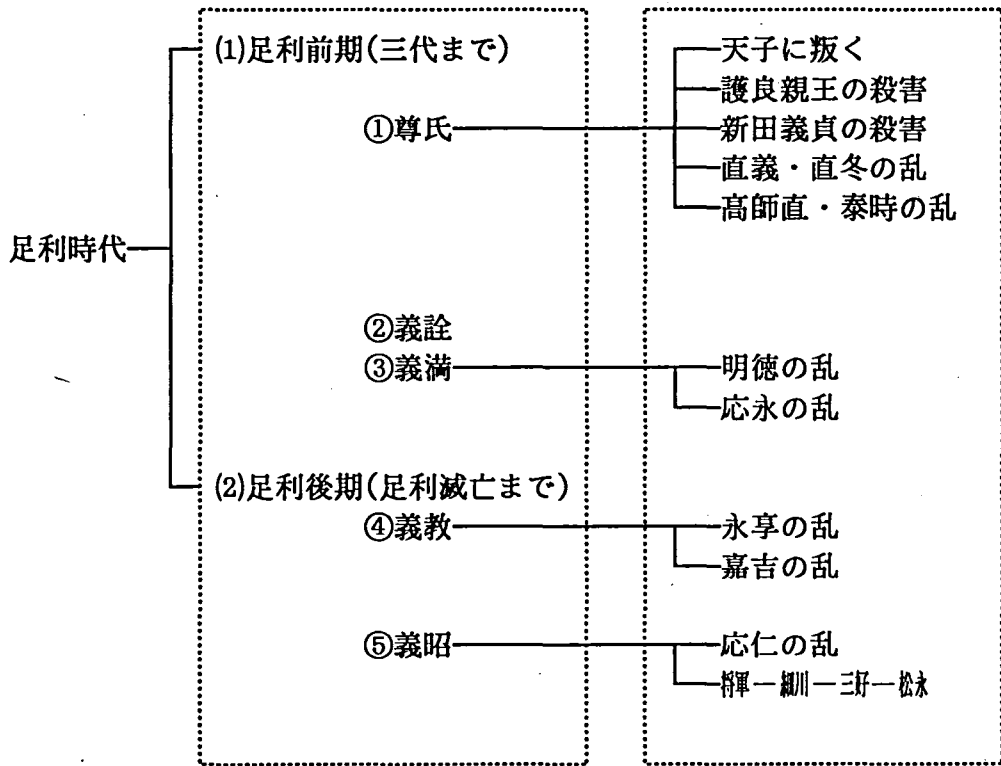 足利時代
(1)足利前期(三代まで)
①尊氏
天子に叛く
護良親王の殺害
新田義貞の殺害
直義・直冬の乱
高師直・泰時の乱
②義詮
③義満
明徳の乱
応永の乱
(2)足利後期(足利滅亡まで)
④義教
永享の乱
嘉吉の乱
⑤義昭
応仁の乱
将軍―細川―三好―松永